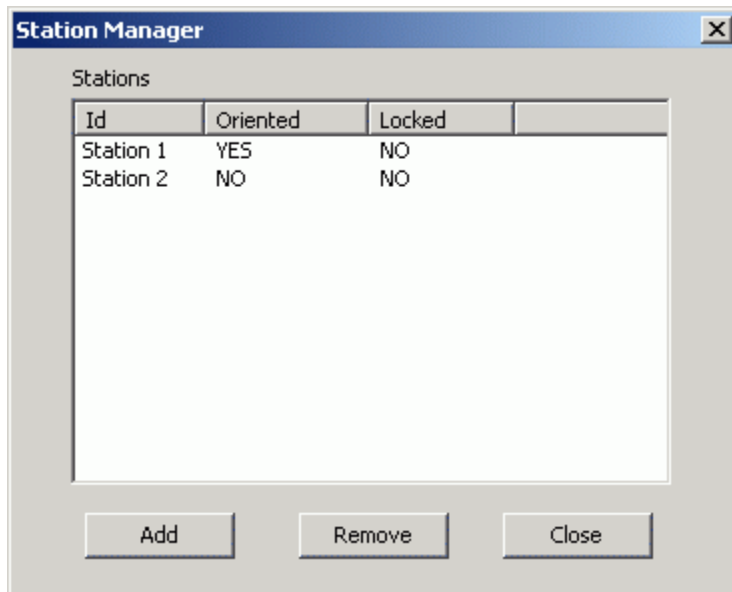 Station Manager
Stations
Id Oriented Locked
Station 1 YES NO
Station 2 NO NO
Add Remove Close